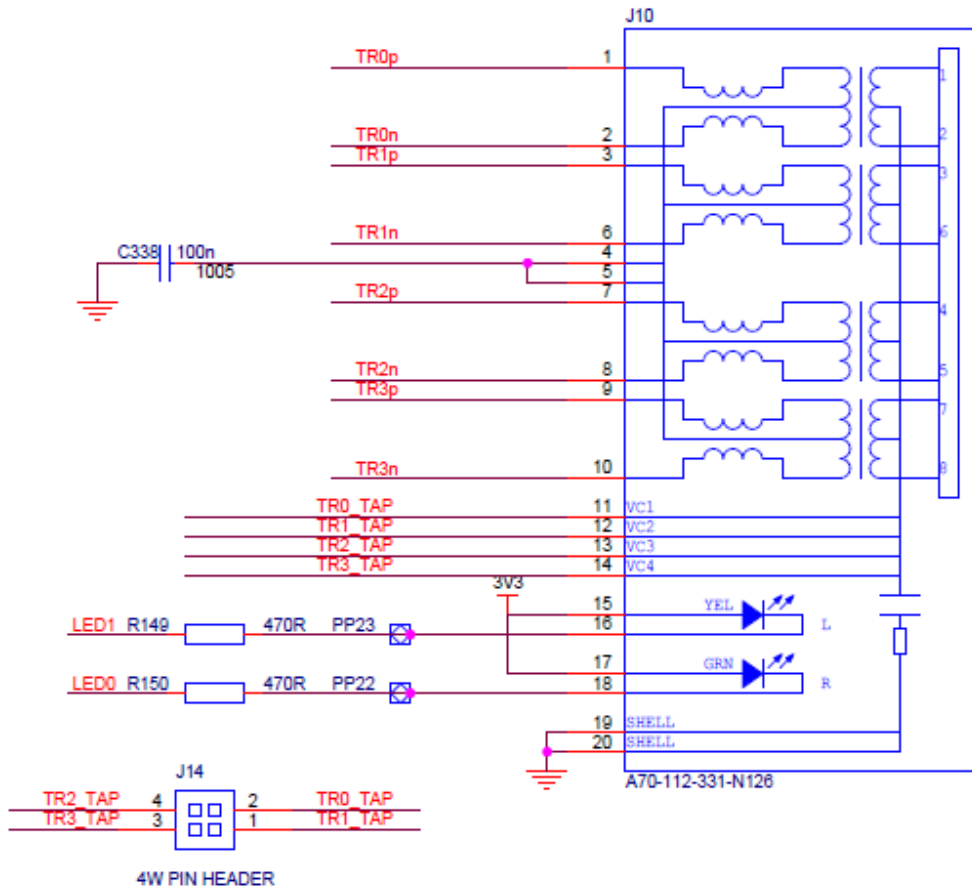 J10
TR0p 1
1
TR0n 2
2
TR1p 3
3
TR1n 6
6
C338 100n
1005
4
5
TR2p 7
4
TR2n 8
5
TR3p 9
7
TR3n 10
8
TR0_TAP 11 VC1
TR1_TAP 12 VC2
TR2_TAP 13 VC3
TR3_TAP 14 VC4
3V3
15 YEL
LED1 R149 470R PP23 16 L
17 GRN
LED0 R150 470R PP22 18 R
19 SHELL
20 SHELL
A70-112-331-N126
J14
TR2_TAP 4 2 TR0_TAP
TR3_TAP 3 1 TR1_TAP
4W PIN HEADER